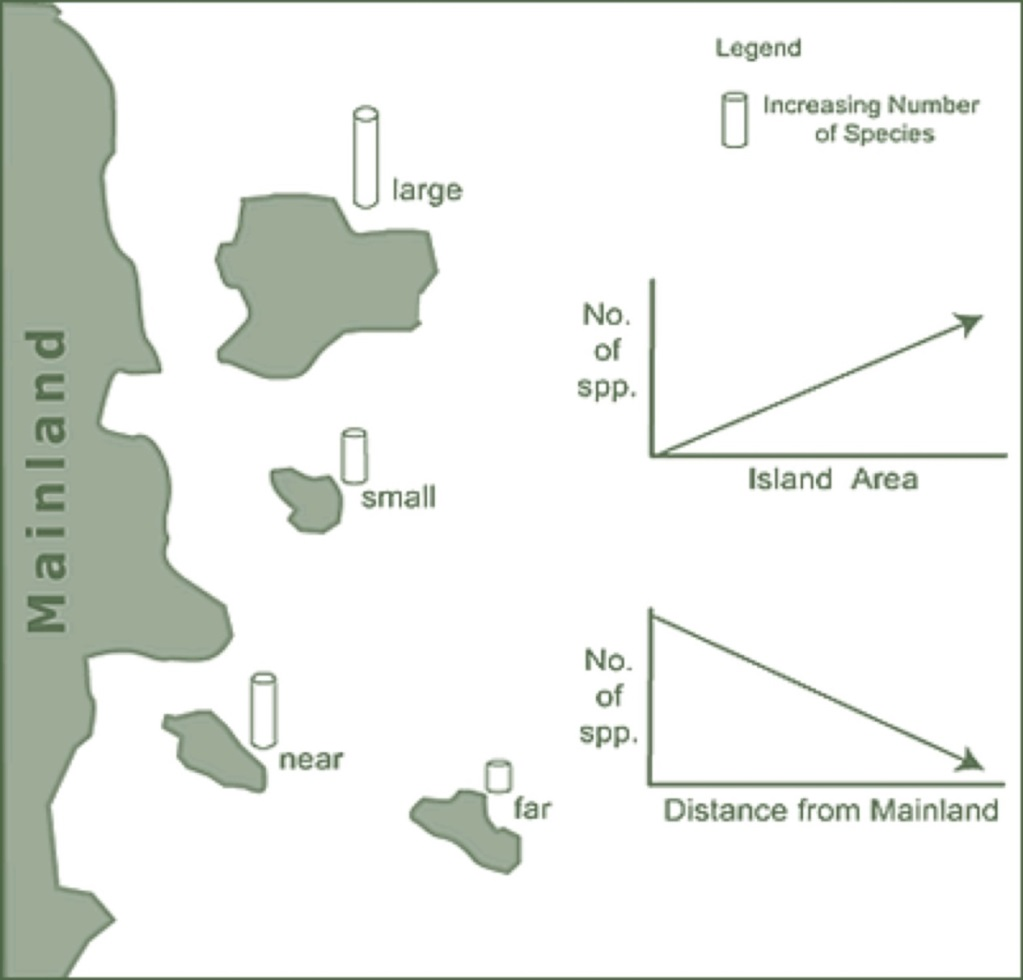 Mainland
large
small
near
far
Legend
Increasing Number
of Species
No.
of
spp.
Island Area
No.
of
spp.
Distance from Mainland